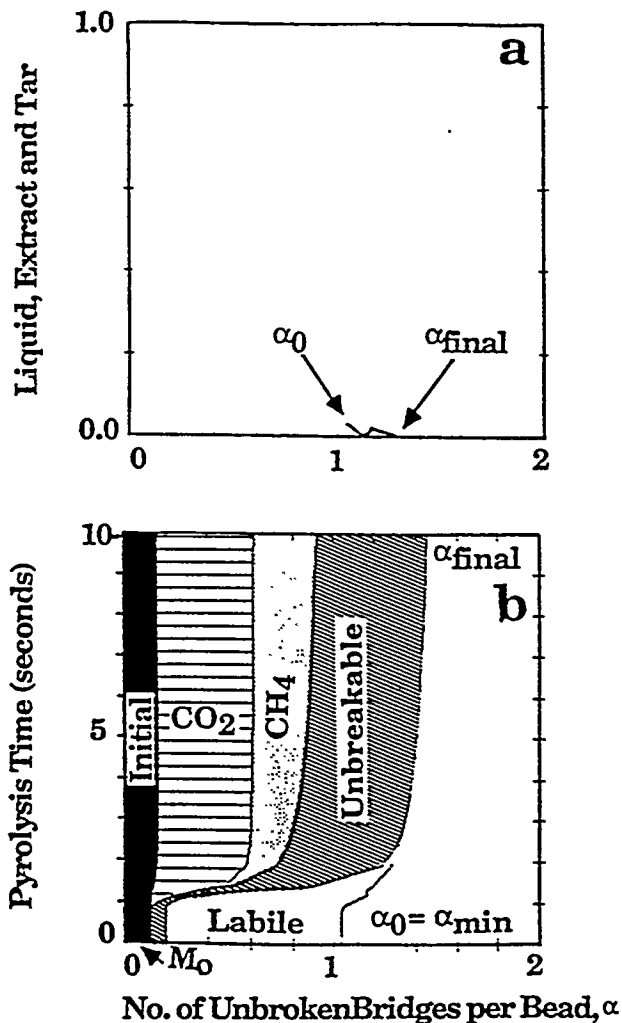 1.0
a
Liquid, Extract and Tar
α0
αfinal
0.0
0
1
2
10
αfinal
b
Pyrolysis Time (seconds)
Initial
CO2
CH4
Unbreakable
5
Labile
α0= αmin
0
0
M0
1
2
No. of UnbrokenBridges per Bead, α